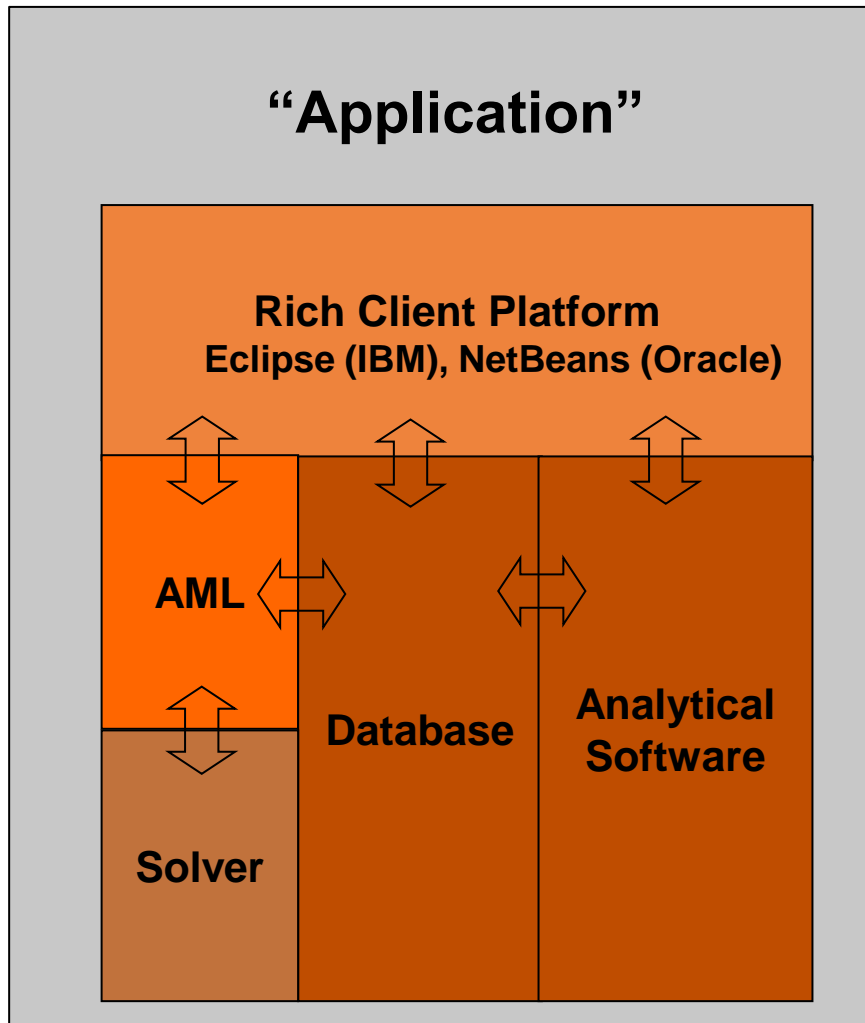 “Application”
Rich Client Platform
Eclipse (IBM), NetBeans (Oracle)
AML
Database
Analytical
Software
Solver